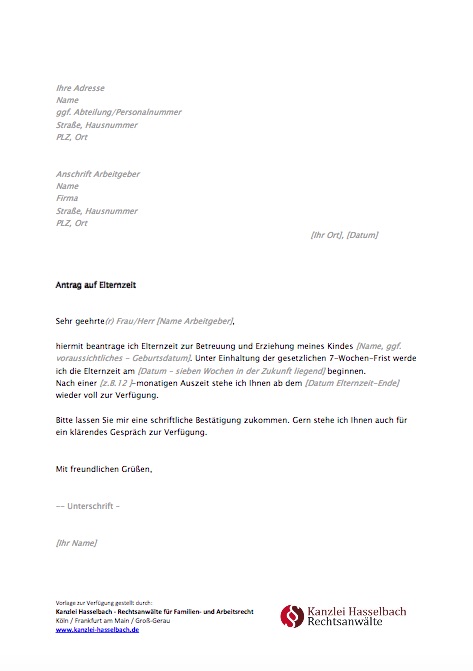 Ihre Adresse
Name
ggf. Abteilung/Personalnummer
Straße, Hausnummer
PLZ, Ort
Anschrift Arbeitgeber
Name
Firma
Straße, Hausnummer
PLZ, Ort
[Ihr Ort], [Datum]
Antrag auf Elternzeit
Sehr geehrte(r) Frau/Herr [Name Arbeitgeber],
hiermit beantrage ich Elternzeit zur Betreuung und Erziehung meines Kindes [Name, ggf.
voraussichtliches - Geburtsdatum]. Unter Einhaltung der gesetzlichen 7-Wochen-Frist werde
ich die Elternzeit am [Datum - sieben Wochen in der Zukunft liegend] beginnen.
Nach einer [z.B.12 ]-monatigen Auszeit stehe ich Ihnen ab dem [Datum Elternzeit-Ende]
wieder voll zur Verfügung.
Bitte lassen Sie mir eine schriftliche Bestätigung zukommen. Gern stehe ich Ihnen auch für
ein klärendes Gespräch zur Verfügung.
Mit freundlichen Grüßen,
-- Unterschrift -
[Ihr Name]
Vorlage zur Verfügung gestellt durch:
Kanzlei Hasselbach - Rechtsanwälte für Familien- und Arbeitsrecht
Köln / Frankfurt am Main / Groß-Gerau
www.kanzlei-hasselbach.de
Kanzlei Hasselbach
Rechtsanwälte